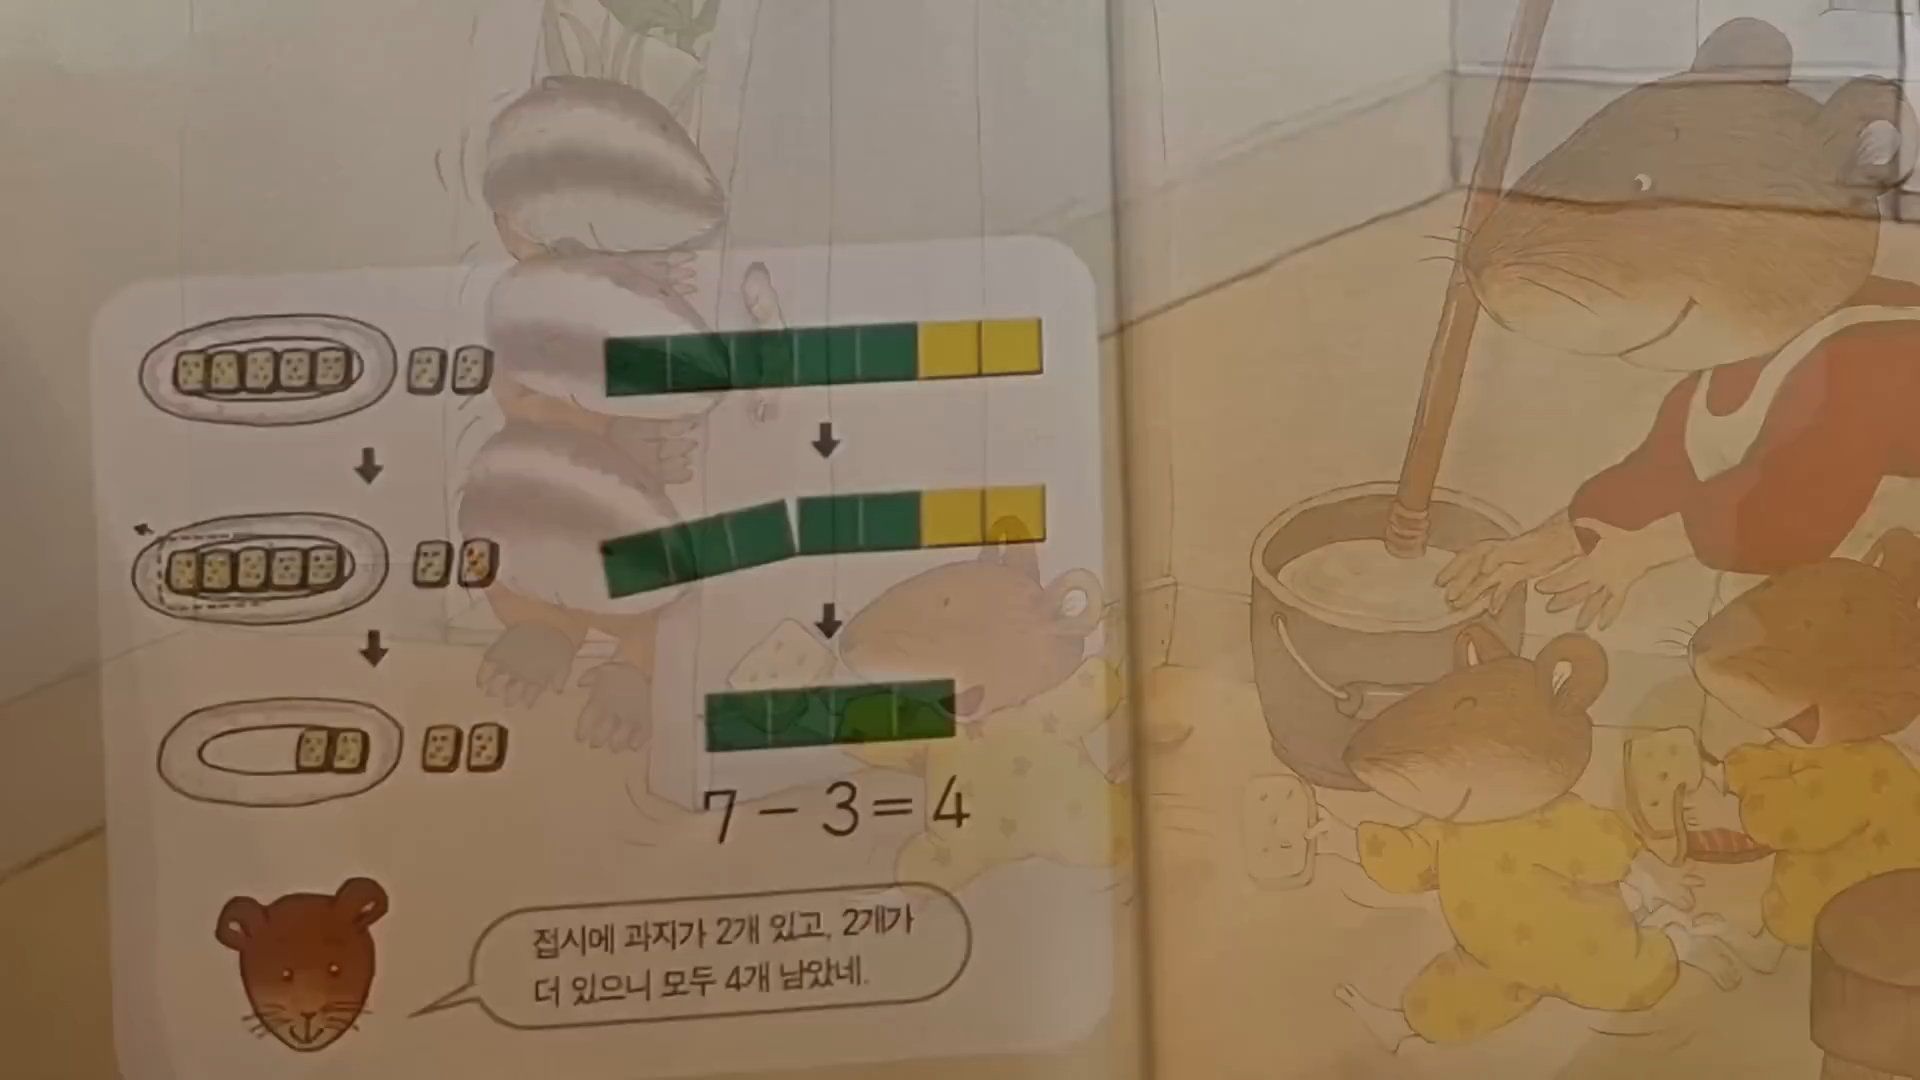 7 - 3 = 4
접시에 과자가 2개 있고, 2개가
더 있으니 모두 4개 남았네.